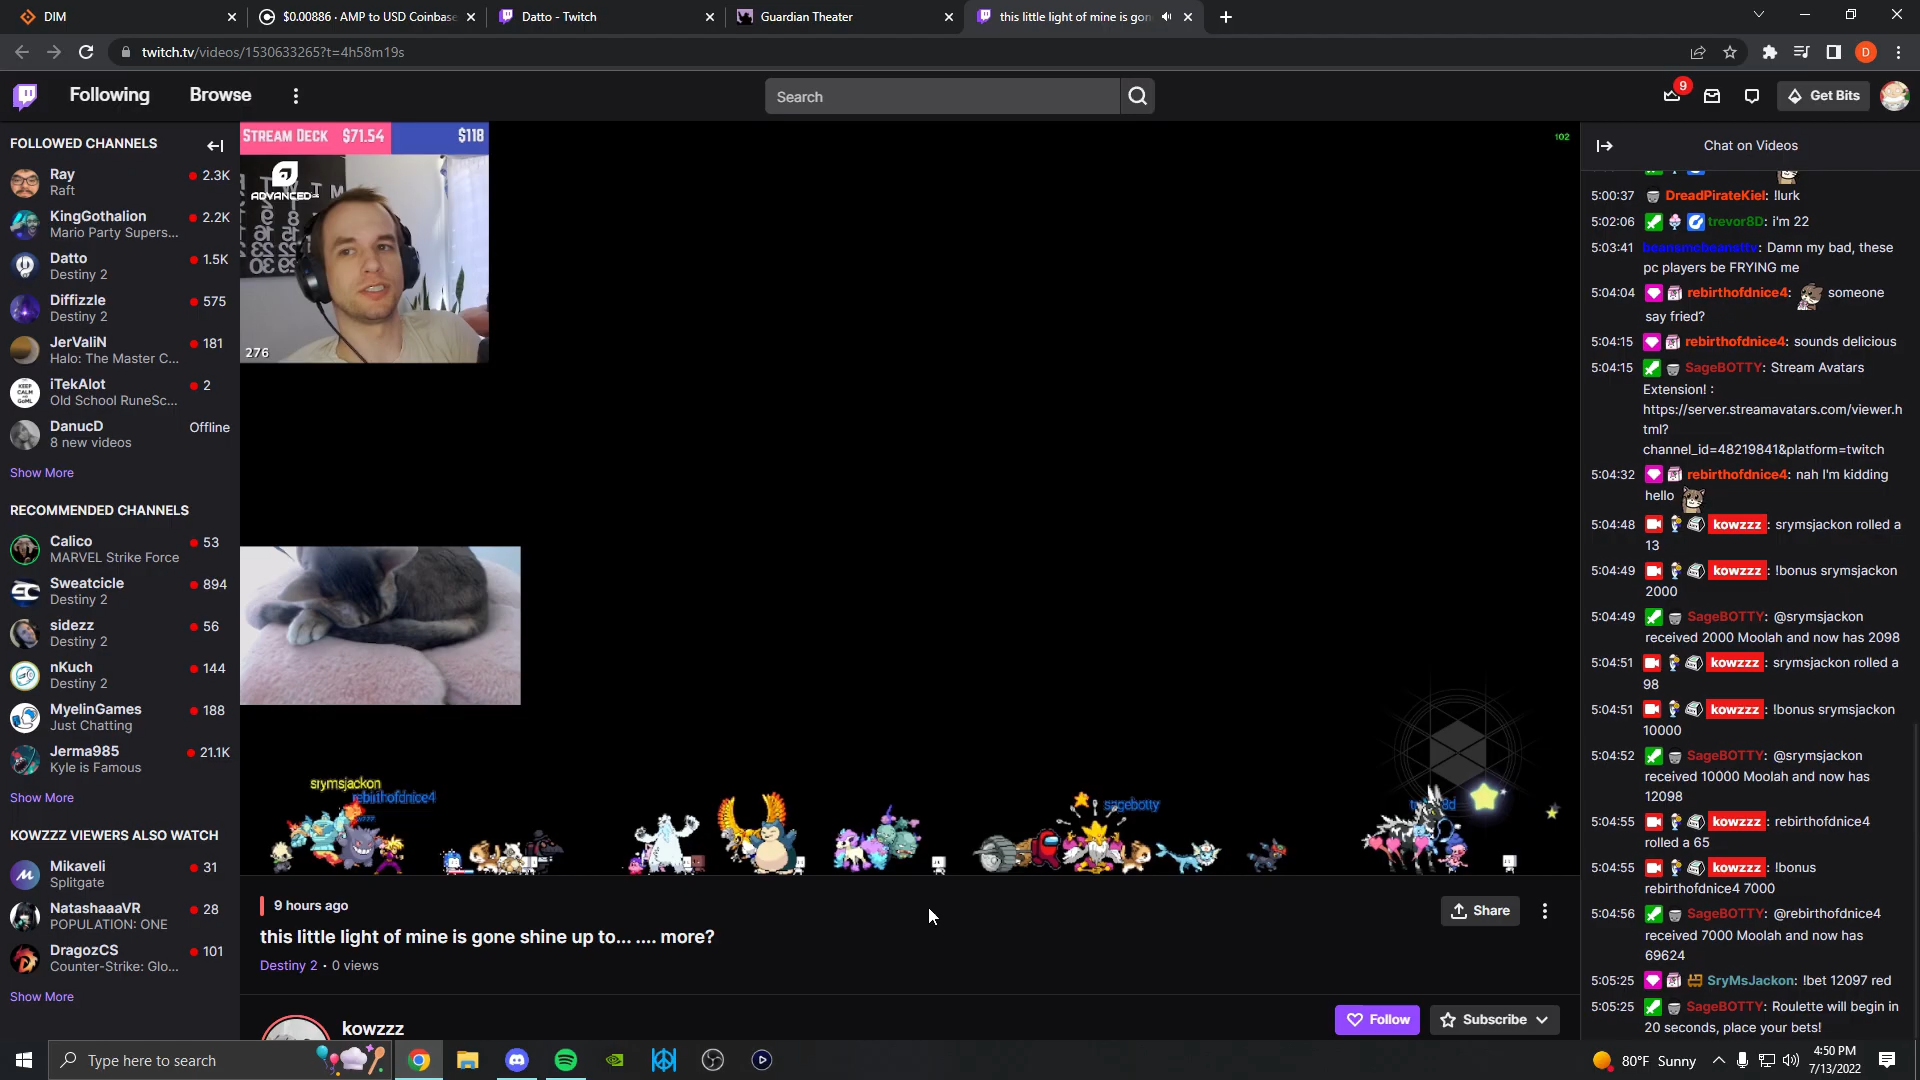 DIM
$0.00886 · AMP to USD Coinbase
Datto - Twitch
Guardian Theater
this little light of mine is gon
twitch.tv/videos/1530633265?t=4h58m19s
D
Following
Browse
Search
9
Get Bits
FOLLOWED CHANNELS
Ray
2.3K
Raft
KingGothalion
2.2K
Mario Party Supers...
Datto
1.5K
Destiny 2
Diffizzle
575
Destiny 2
JerValiN
181
Halo: The Master C...
iTekAlot
2
Old School RuneSc...
DanucD
Offline
8 new videos
Show More
RECOMMENDED CHANNELS
Calico
53
MARVEL Strike Force
Sweatcicle
894
Destiny 2
sidezz
56
Destiny 2
nKuch
144
Destiny 2
MyelinGames
188
Just Chatting
Jerma985
21.1K
Kyle is Famous
Show More
KOWZZZ VIEWERS ALSO WATCH
Mikaveli
31
Splitgate
NatashaaaVR
28
POPULATION: ONE
DragozCS
101
Counter-Strike: Glo...
Show More
STREAM DECK $71.54 $118
ADVANCED
276
102
srymsjackon
rebirthofdnice4
sagebotty
9 hours ago
this little light of mine is gone shine up to... .... more?
Destiny 2 · 0 views
Share
kowzzz
Follow
Subscribe
Chat on Videos
5:00:37 DreadPirateKiel: !lurk
5:02:06 trevor8D: i'm 22
5:03:41 beansmcbeansttv: Damn my bad, these
pc players be FRYING me
5:04:04 rebirthofdnice4: someone
say fried?
5:04:15 rebirthofdnice4: sounds delicious
5:04:15 SageBOTTY: Stream Avatars
Extension! :
https://server.streamavatars.com/viewer.h
tml?
channel_id=48219841&platform=twitch
5:04:32 rebirthofdnice4: nah I'm kidding
hello
5:04:48 kowzzz: srymsjackon rolled a
13
5:04:49 kowzzz: !bonus srymsjackon
2000
5:04:49 SageBOTTY: @srymsjackon
received 2000 Moolah and now has 2098
5:04:51 kowzzz: srymsjackon rolled a
98
5:04:51 kowzzz: !bonus srymsjackon
10000
5:04:52 SageBOTTY: @srymsjackon
received 10000 Moolah and now has
12098
5:04:55 kowzzz: rebirthofdnice4
rolled a 65
5:04:55 kowzzz: !bonus
rebirthofdnice4 7000
5:04:56 SageBOTTY: @rebirthofdnice4
received 7000 Moolah and now has
69624
5:05:25 SryMsJackon: !bet 12097 red
5:05:25 SageBOTTY: Roulette will begin in
20 seconds, place your bets!
Type here to search
80°F Sunny
4:50 PM
7/13/2022